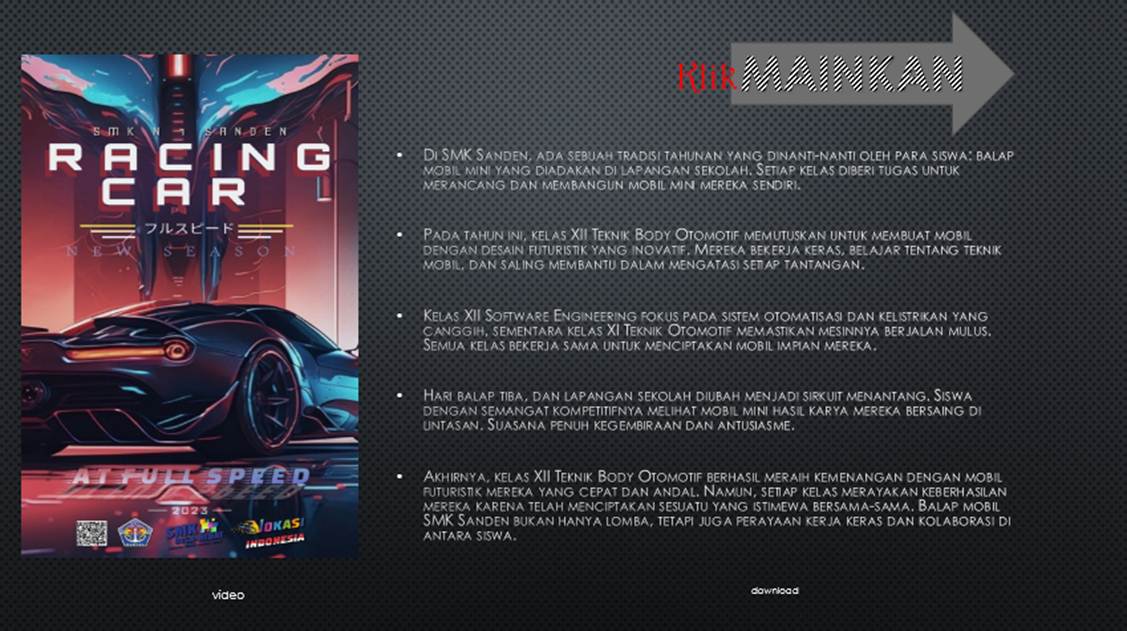 Klik MAINKAN
SMK N 1 SANDEN
RACING
CAR
フルスピード
NEW SEASON
AT FULL SPEED
2023
VOKASI
INDONESIA
• DI SMK SANDEN, ADA SEBUAH TRADISI TAHUNAN YANG DINANTI-NANTI OLEH PARA SISWA: BALAP
MOBIL MINI YANG DIADAKAN DI LAPANGAN SEKOLAH. SETIAP KELAS DIBERI TUGAS UNTUK
MERANCANG DAN MEMBANGUN MOBIL MINI MEREKA SENDIRI.
• PADA TAHUN INI, KELAS XII TEKNIK BODY OTOMOTIF MEMUTUSKAN UNTUK MEMBUAT MOBIL
DENGAN DESAIN FUTURISTIK YANG INOVATIF. MEREKA BEKERJA KERAS, BELAJAR TENTANG TEKNIK
MOBIL, DAN SALING MEMBANTU DALAM MENGATASI SETIAP TANTANGAN.
• KELAS XII SOFTWARE ENGINEERING FOKUS PADA SISTEM OTOMATISASI DAN KELISTRIKAN YANG
CANGGIH, SEMENTARA KELAS XI TEKNIK OTOMOTIF MEMASTIKAN MESINNYA BERJALAN MULUS.
SEMUA KELAS BEKERJA SAMA UNTUK MENCIPTAKAN MOBIL IMPIAN MEREKA.
• HARI BALAP TIBA, DAN LAPANGAN SEKOLAH DIUBAH MENJADI SIRKUIT MENANTANG. SISWA
DENGAN SEMANGAT KOMPETITIFNYA MELIHAT MOBIL MINI HASIL KARYA MEREKA BERSAING DI
LINTASAN. SUASANA PENUH KEGEMBIRAAN DAN ANTUSIASME.
• AKHIRNYA, KELAS XII TEKNIK BODY OTOMOTIF BERHASIL MERAIH KEMENANGAN DENGAN MOBIL
FUTURISTIK MEREKA YANG CEPAT DAN ANDAL. NAMUN, SETIAP KELAS MERAYAKAN KEBERHASILAN
MEREKA KARENA TELAH MENCIPTAKAN SESUATU YANG ISTIMEWA BERSAMA-SAMA. BALAP MOBIL
SMK SANDEN BUKAN HANYA LOMBA, TETAPI JUGA PERAYAAN KERJA KERAS DAN KOLABORASI DI
ANTARA SISWA.
video
download